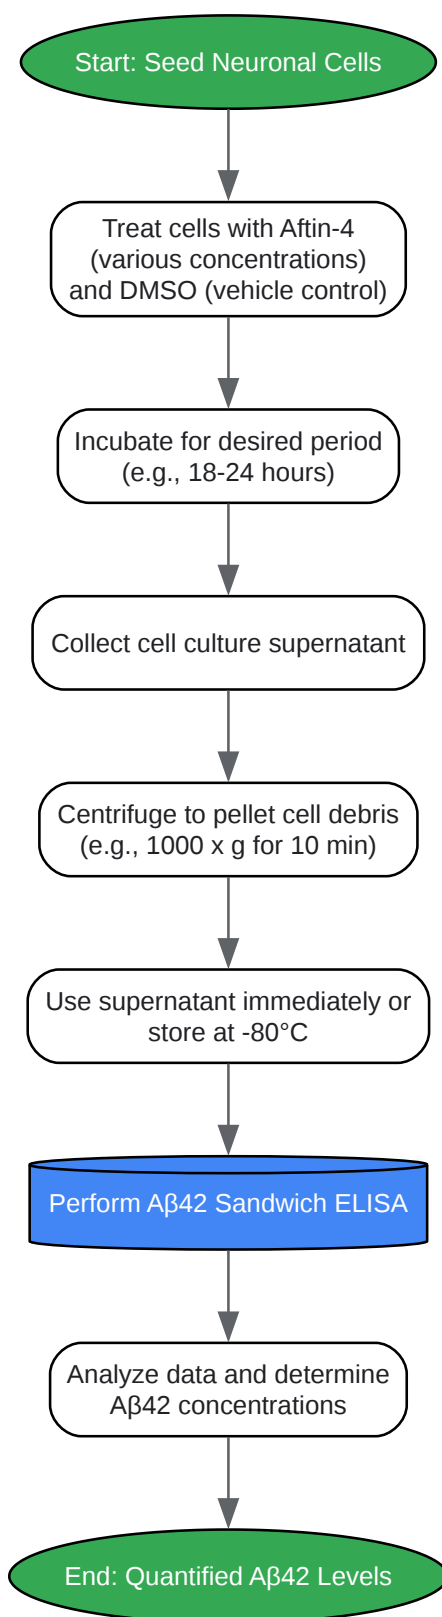 Start: Seed Neuronal Cells
Treat cells with Aftin-4
(various concentrations)
and DMSO (vehicle control)
Incubate for desired period
(e.g., 18-24 hours)
Collect cell culture supernatant
Centrifuge to pellet cell debris
(e.g., 1000 x g for 10 min)
Use supernatant immediately or
store at -80°C
Perform Aβ42 Sandwich ELISA
Analyze data and determine
Aβ42 concentrations
End: Quantified Aβ42 Levels